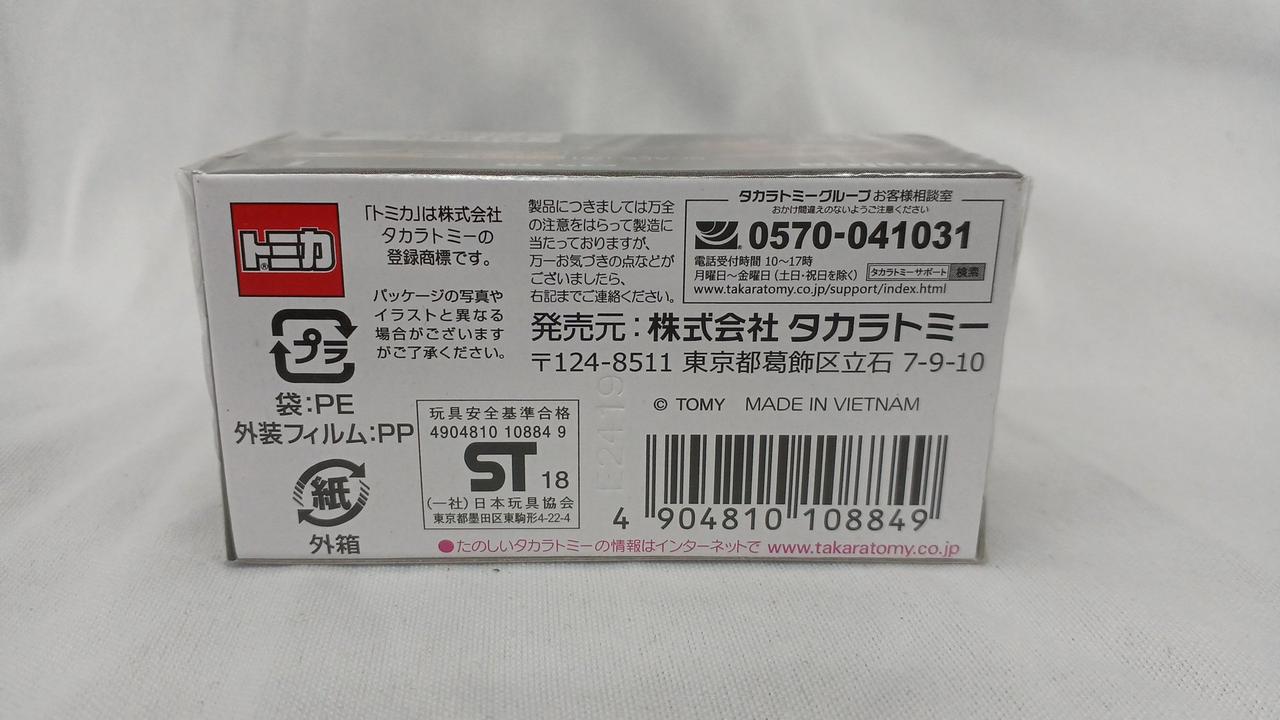 トミカ
®
「トミカ」は株式会社
タカラトミーの
登録商標です。
パッケージの写真や
イラストと異なる
場合がございます
がご了承ください。
プラ
袋:PE
外装フィルム:PP
紙
外箱
製品につきましては万全
の注意をはらって製造に
当たっておりますが、
万一お気づきの点などが
ございましたら、
右記までご連絡ください。
タカラトミーグループ お客様相談室
おかけ間違えのないようご注意ください
0570-041031
電話受付時間 10〜17時
月曜日〜金曜日(土日・祝日を除く) タカラトミーサポート 検索
www.takaratomy.co.jp/support/index.html
発売元:株式会社 タカラトミー
〒124-8511 東京都葛飾区立石 7-9-10
© TOMY MADE IN VIETNAM
玩具安全基準合格
4904810 10884 9
ST 18
(一社)日本玩具協会
東京都墨田区東駒形4-22-4
E2419
4 904810 108849
●たのしいタカラトミーの情報はインターネットで www.takaratomy.co.jp